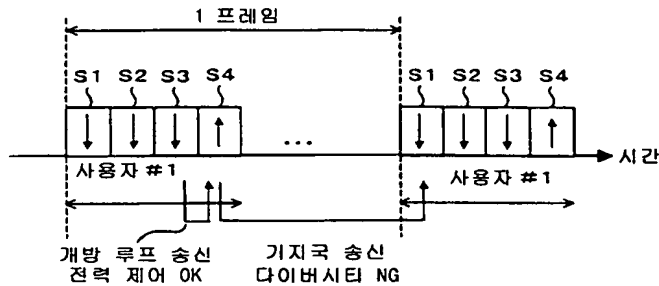 1 프레임
S1 S2 S3 S4 S1 S2 S3 S4
...
시간
사용자 #1 사용자 #1
개방 루프 송신 기지국 송신
전력 제어 OK 다이버시티 NG